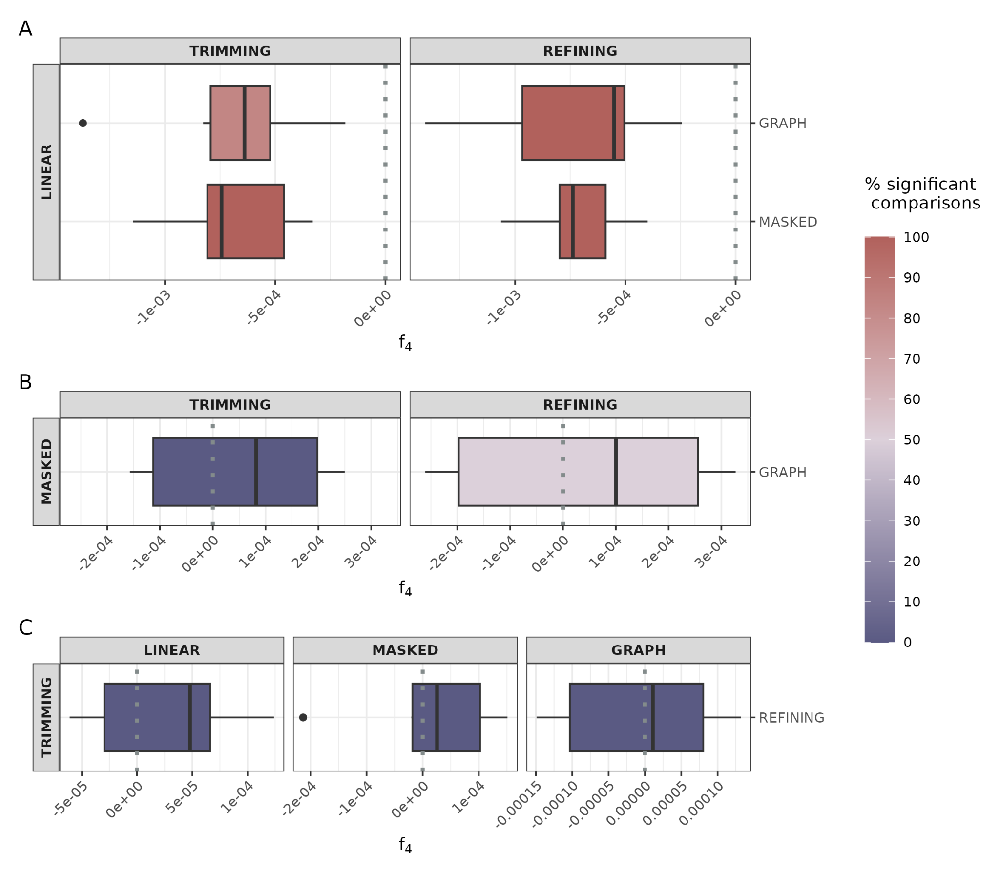 A
TRIMMING
REFINING
LINEAR
GRAPH
MASKED
-1e-03
-5e-04
0e+00
-1e-03
-5e-04
0e+00
f4
B
TRIMMING
REFINING
MASKED
GRAPH
-2e-04
-1e-04
0e+00
1e-04
2e-04
3e-04
-2e-04
-1e-04
0e+00
1e-04
2e-04
3e-04
f4
C
LINEAR
MASKED
GRAPH
TRIMMING
REFINING
-5e-05
0e+00
5e-05
1e-04
-2e-04
-1e-04
0e+00
1e-04
-0.00015
-0.00010
-0.00005
0.00000
0.00005
0.00010
f4
% significant
comparisons
100
90
80
70
60
50
40
30
20
10
0